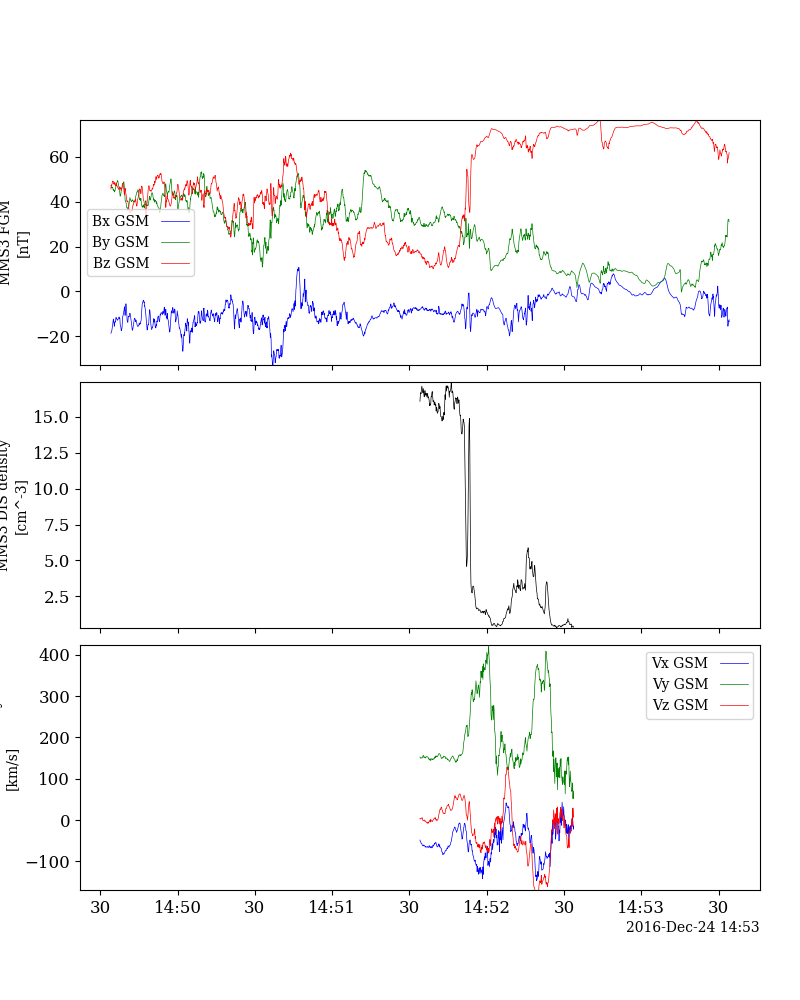 60
40
20
0
−20
MMS3 FGM
[nT]
Bx GSM
By GSM
Bz GSM
15.0
12.5
10.0
7.5
5.0
2.5
MMS3 DIS density
[cm^-3]
400
300
200
100
0
−100
[km/s]
Vx GSM
Vy GSM
Vz GSM
30 14:50 30 14:51 30 14:52 30 14:53 30
2016-Dec-24 14:53